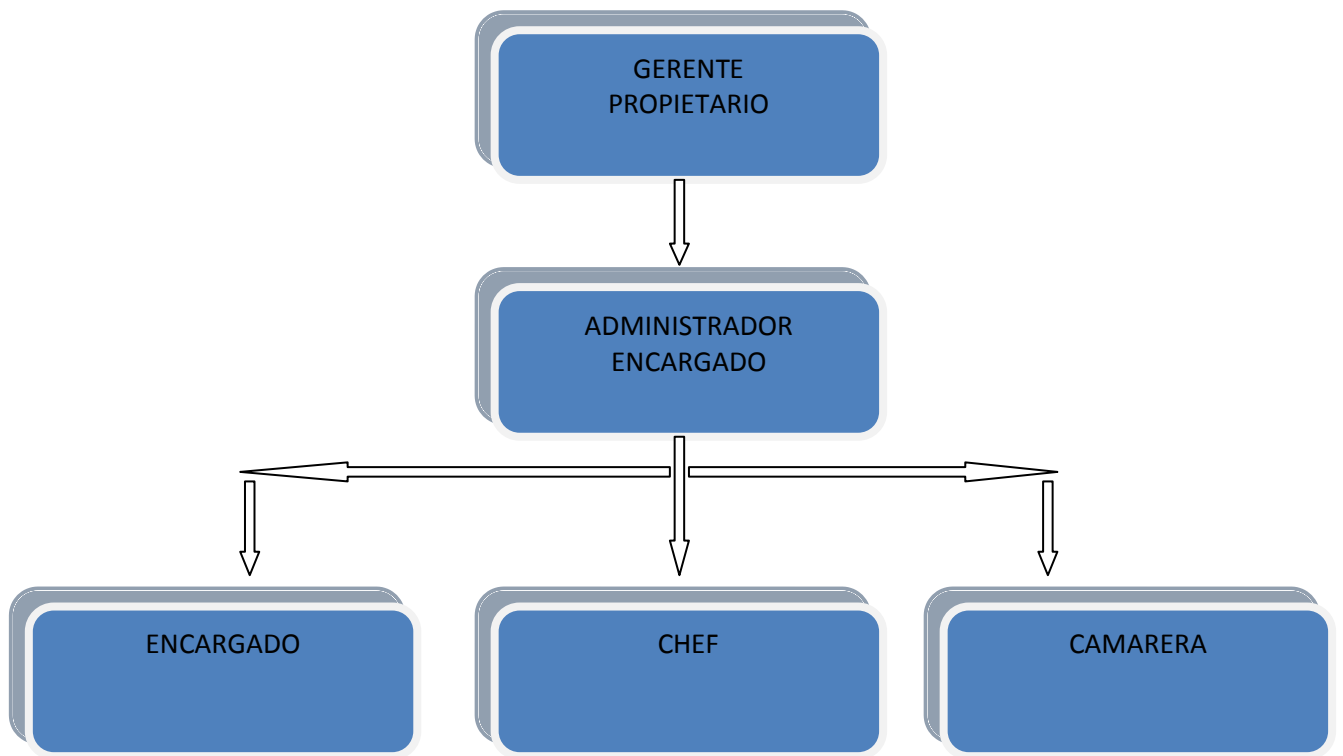 GERENTE
PROPIETARIO
ADMINISTRADOR
ENCARGADO
ENCARGADO
CHEF
CAMARERA